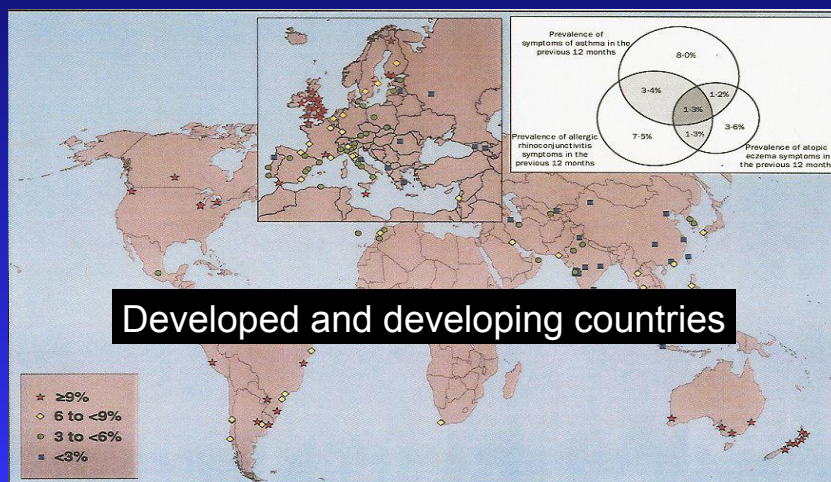 Prevalence of
symptoms of asthma in the
previous 12 months
8·0%
3·4%
1·2%
1·3%
7·5%
1·3%
3·6%
Prevalence of allergic
rhinoconjunctivitis
symptoms in the
previous 12 months
Prevalence of atopic
eczema symptoms in
the previous 12 month
Developed and developing countries
≥9%
6 to <9%
3 to <6%
<3%